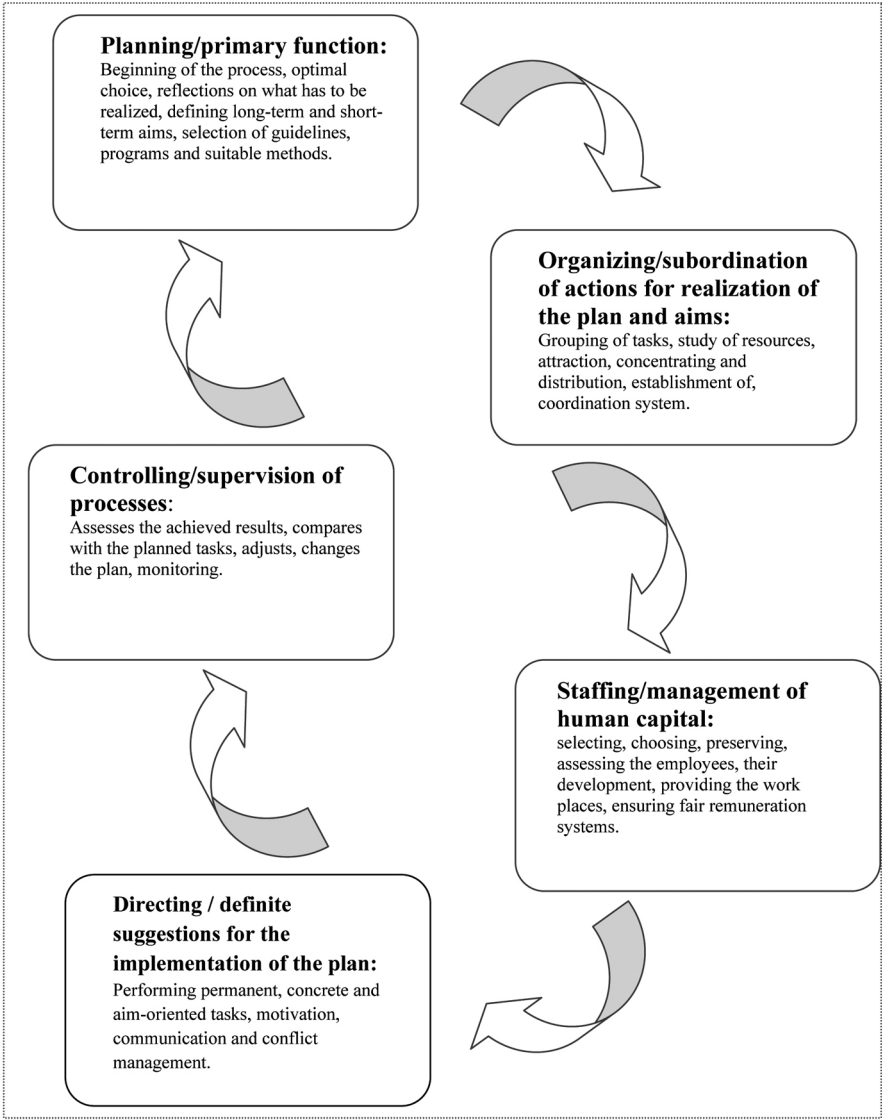 Planning/primary function:
Beginning of the process, optimal
choice, reflections on what has to be
realized, defining long-term and short-
term aims, selection of guidelines,
programs and suitable methods.
Organizing/subordination
of actions for realization of
the plan and aims:
Grouping of tasks, study of resources,
attraction, concentrating and
distribution, establishment of,
coordination system.
Staffing/management of
human capital:
selecting, choosing, preserving,
assessing the employees, their
development, providing the work
places, ensuring fair remuneration
systems.
Directing / definite
suggestions for the
implementation of the plan:
Performing permanent, concrete and
aim-oriented tasks, motivation,
communication and conflict
management.
Controlling/supervision of
processes:
Assesses the achieved results, compares
with the planned tasks, adjusts, changes
the plan, monitoring.